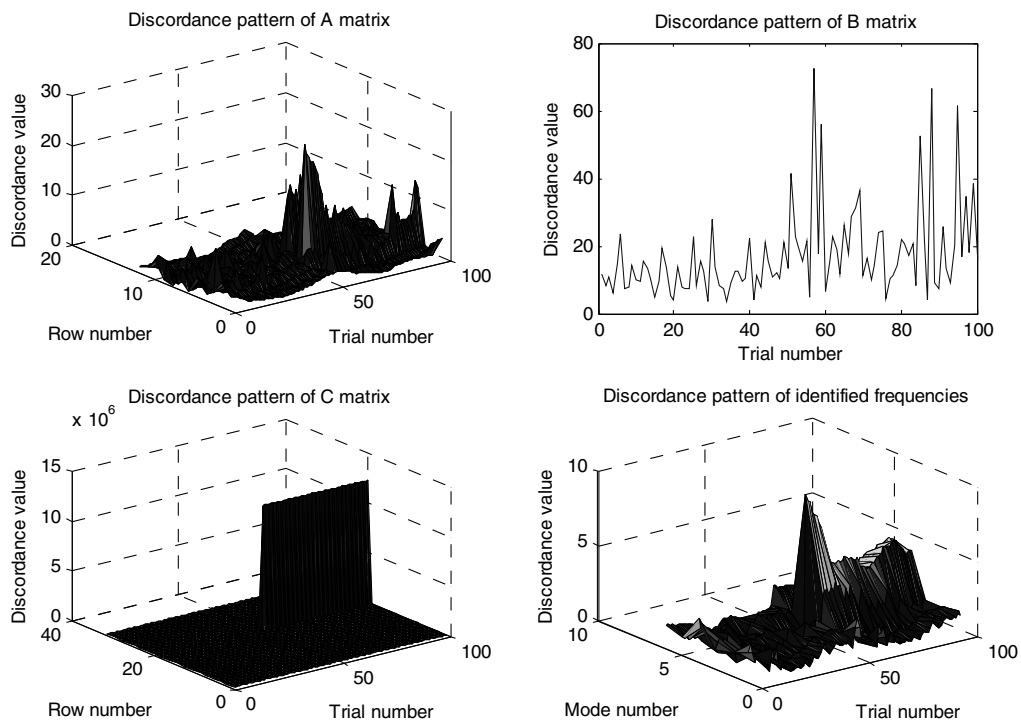 Discordance pattern of A matrix
30
20
10
0
Discordance value
20
10
0
Row number
0
50
100
Trial number
Discordance pattern of B matrix
80
60
40
20
0
Discordance value
0
20
40
60
80
100
Trial number
Discordance pattern of C matrix
x 10^6
15
10
5
0
Discordance value
40
20
0
Row number
0
50
100
Trial number
Discordance pattern of identified frequencies
10
5
0
Discordance value
10
5
0
Mode number
0
50
100
Trial number